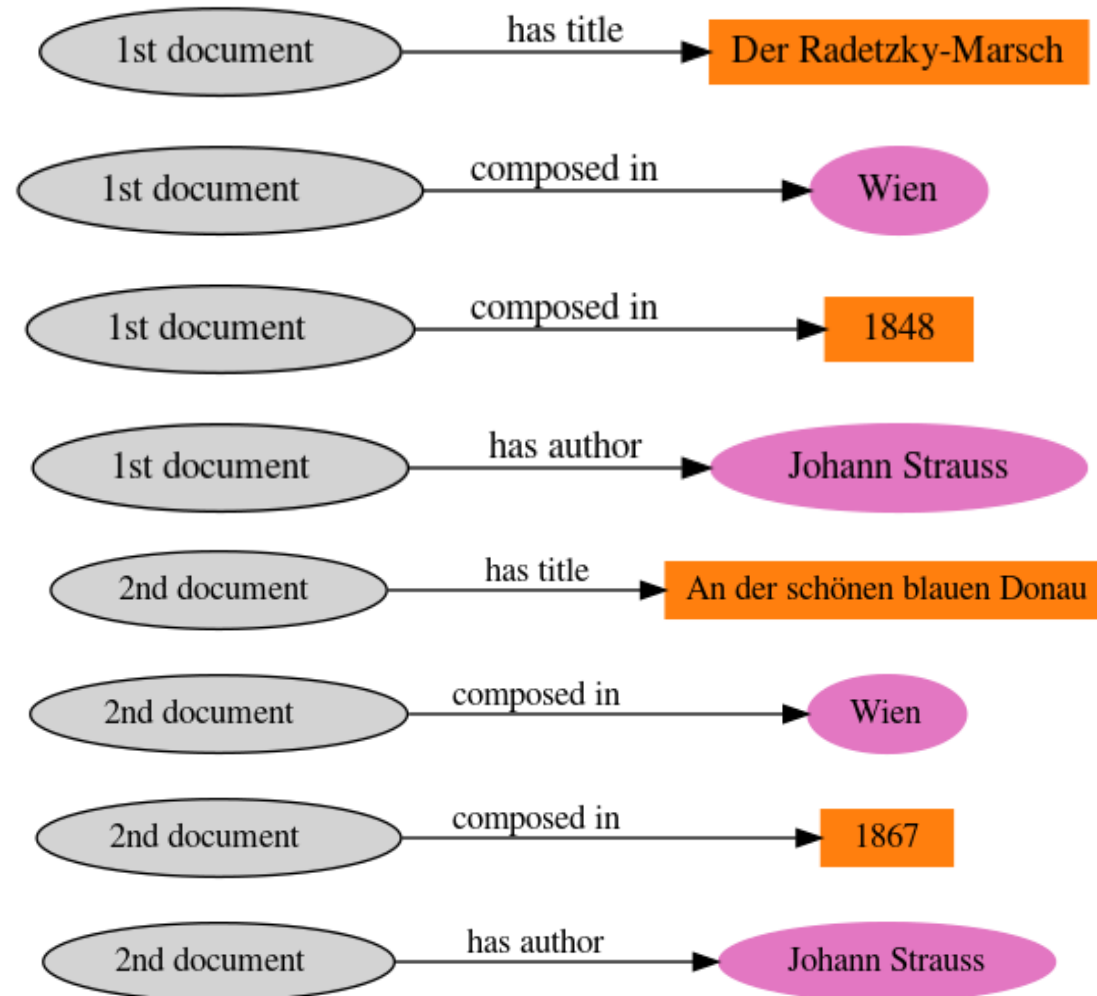 1st document has title Der Radetzky-Marsch
1st document composed in Wien
1st document composed in 1848
1st document has author Johann Strauss
2nd document has title An der schönen blauen Donau
2nd document composed in Wien
2nd document composed in 1867
2nd document has author Johann Strauss